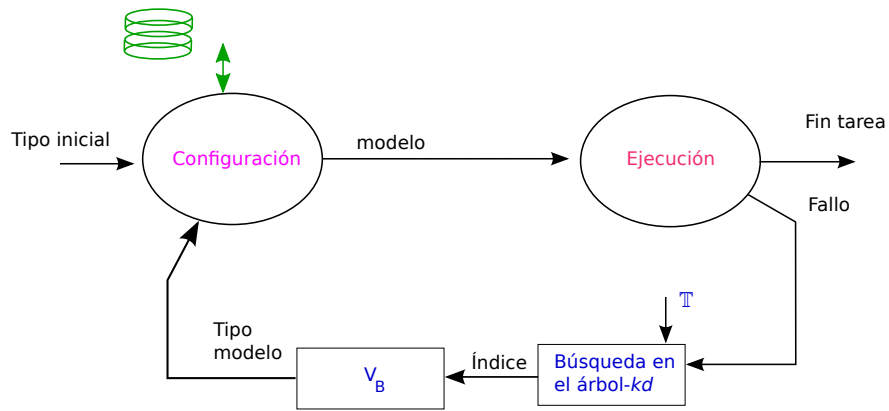 Tipo inicial
Configuración
modelo
Ejecución
Fin tarea
Fallo
𝕋
Tipo
modelo
V_B
Índice
Búsqueda en
el árbol-kd